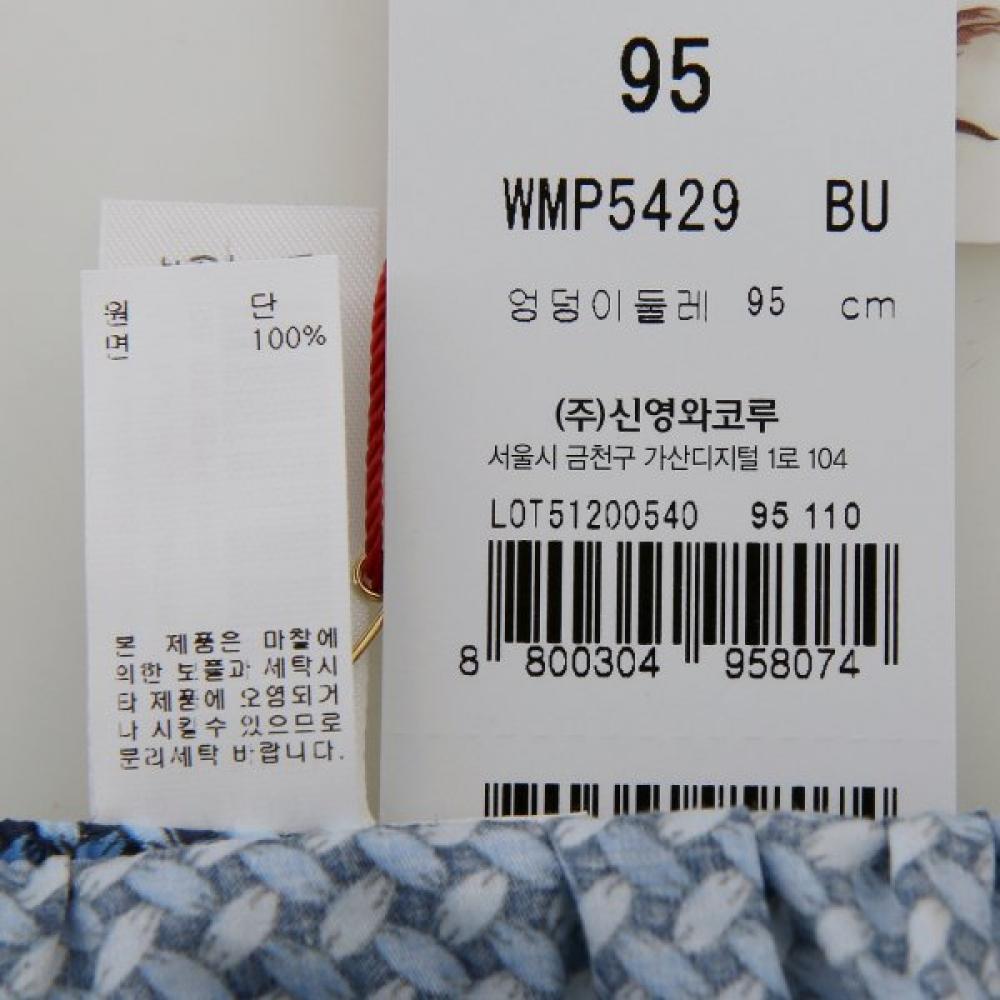 95
WMP5429 BU
엉덩이둘레 95 cm
(주)신영와코루
서울시 금천구 가산디지털 1로 104
LOT51200540 95 110
8 800304 958074
원 단
면 100%
본 제품은 마찰에
의한 보풀과 세탁시
타 제품에 오염되거
나 시킬수 있으므로
분리세탁 바랍니다.